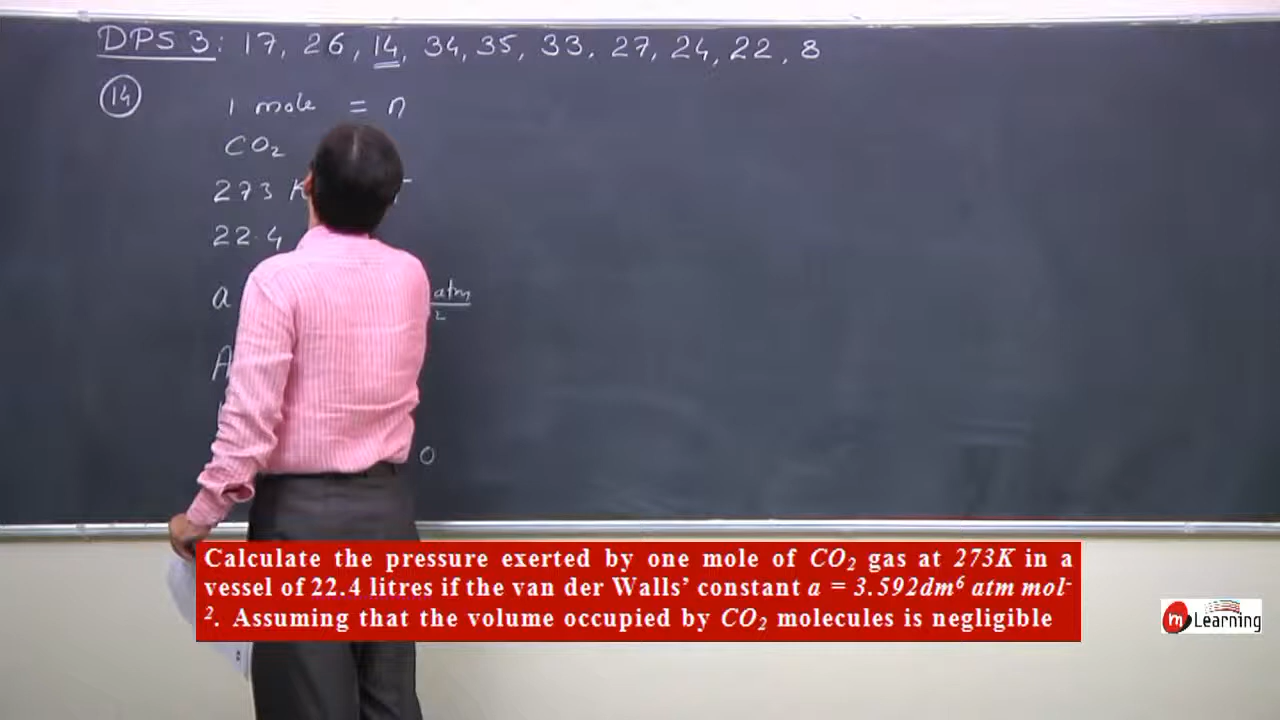 DPS 3: 17, 26, 14, 34, 35, 33, 27, 24, 22, 8
14
1 mole = n
CO2
273 K
22.4
a atm
2
0
Calculate the pressure exerted by one mole of CO2 gas at 273K in a
vessel of 22.4 litres if the van der Walls' constant a = 3.592dm6 atm mol-
2. Assuming that the volume occupied by CO2 molecules is negligible
m Learning